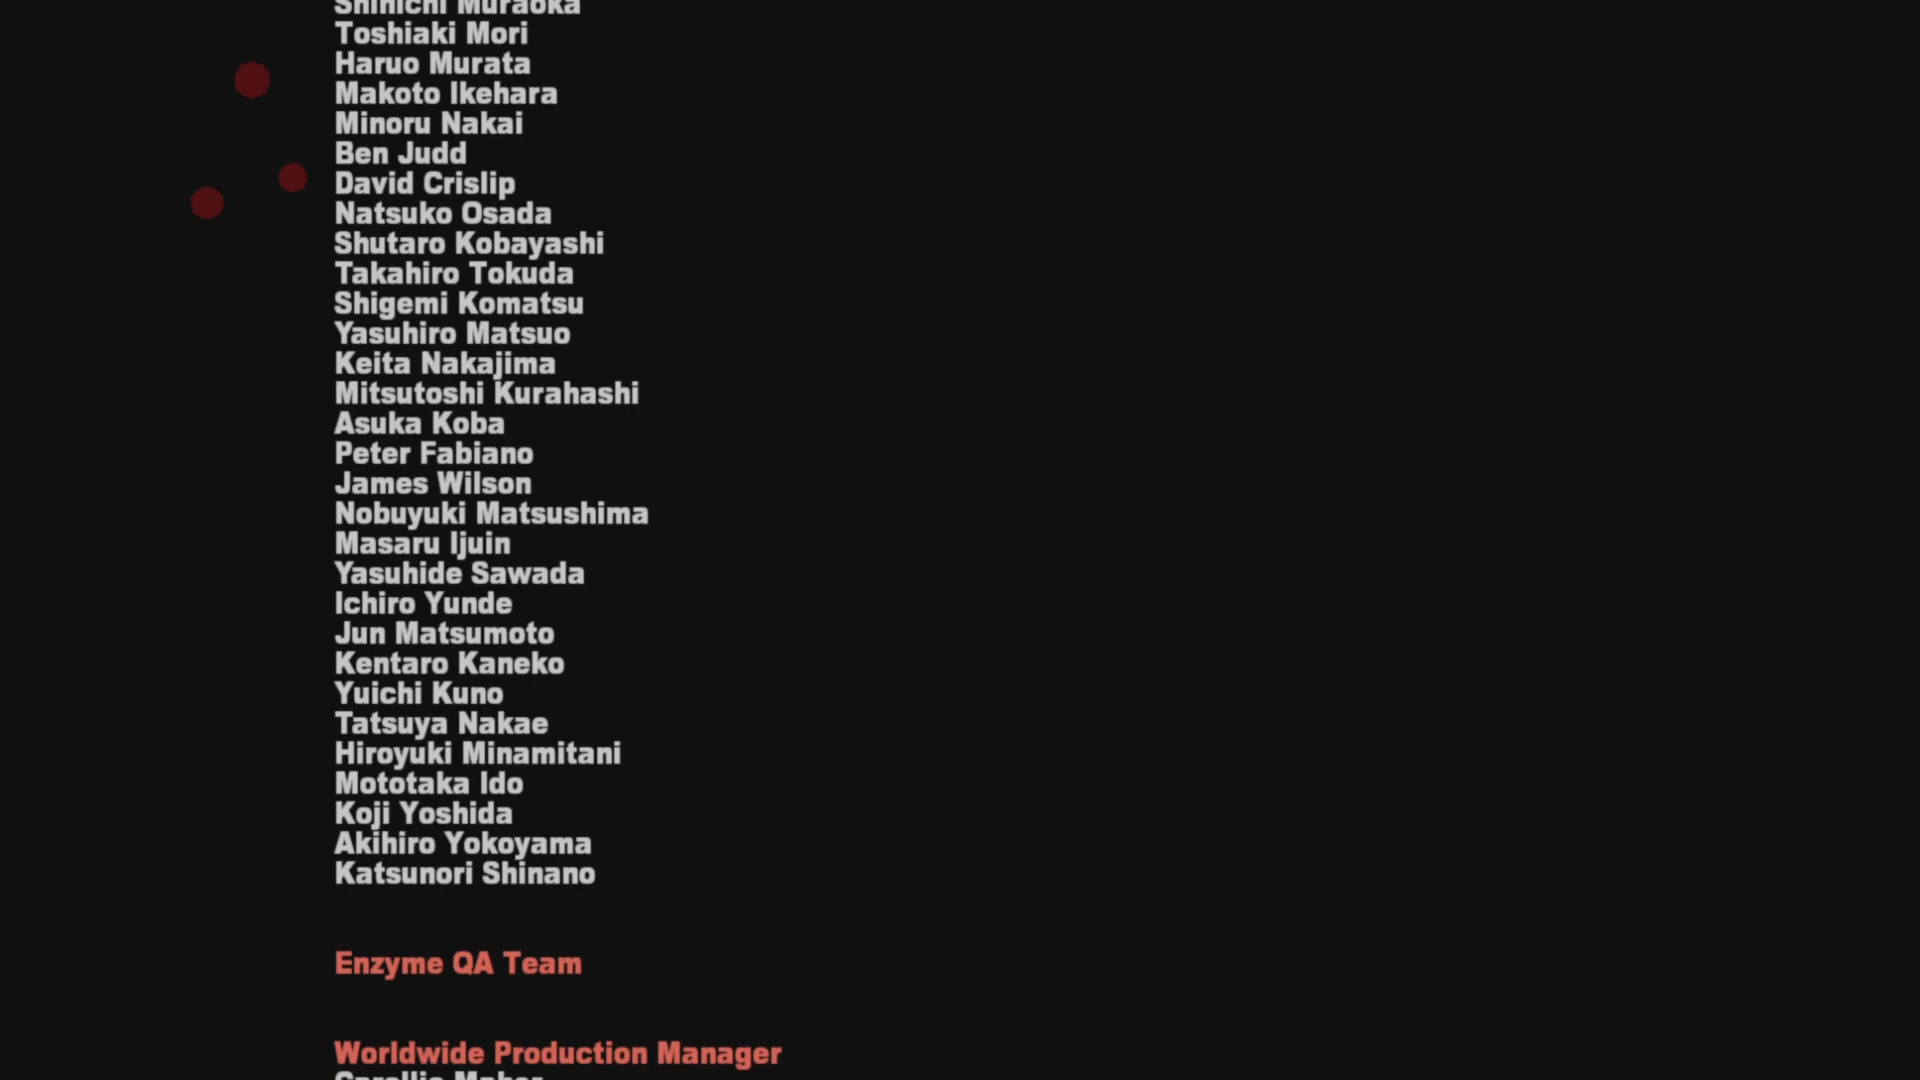 Shinichi Muraoka
Toshiaki Mori
Haruo Murata
Makoto Ikehara
Minoru Nakai
Ben Judd
David Crislip
Natsuko Osada
Shutaro Kobayashi
Takahiro Tokuda
Shigemi Komatsu
Yasuhiro Matsuo
Keita Nakajima
Mitsutoshi Kurahashi
Asuka Koba
Peter Fabiano
James Wilson
Nobuyuki Matsushima
Masaru Ijuin
Yasuhide Sawada
Ichiro Yunde
Jun Matsumoto
Kentaro Kaneko
Yuichi Kuno
Tatsuya Nakae
Hiroyuki Minamitani
Mototaka Ido
Koji Yoshida
Akihiro Yokoyama
Katsunori Shinano
Enzyme QA Team
Worldwide Production Manager